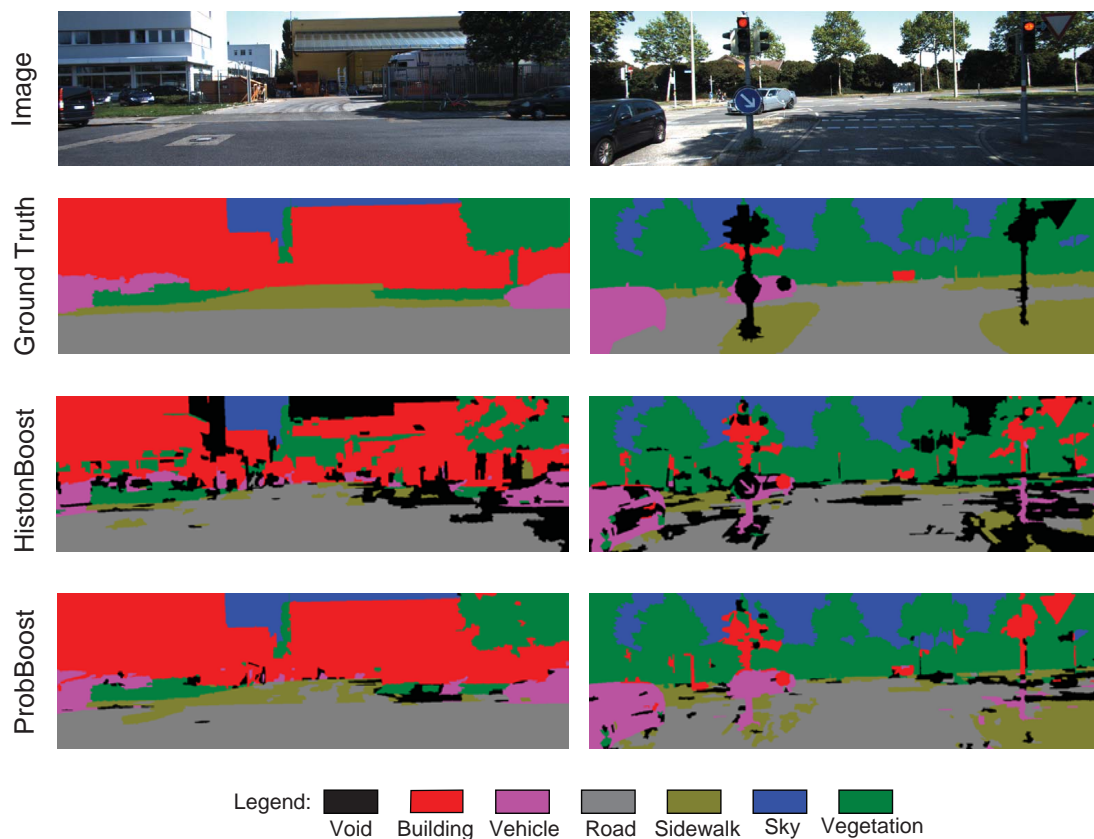 Image
Ground Truth
HistonBoost
ProbBoost
Legend:
Void
Building
Vehicle
Road
Sidewalk
Sky
Vegetation